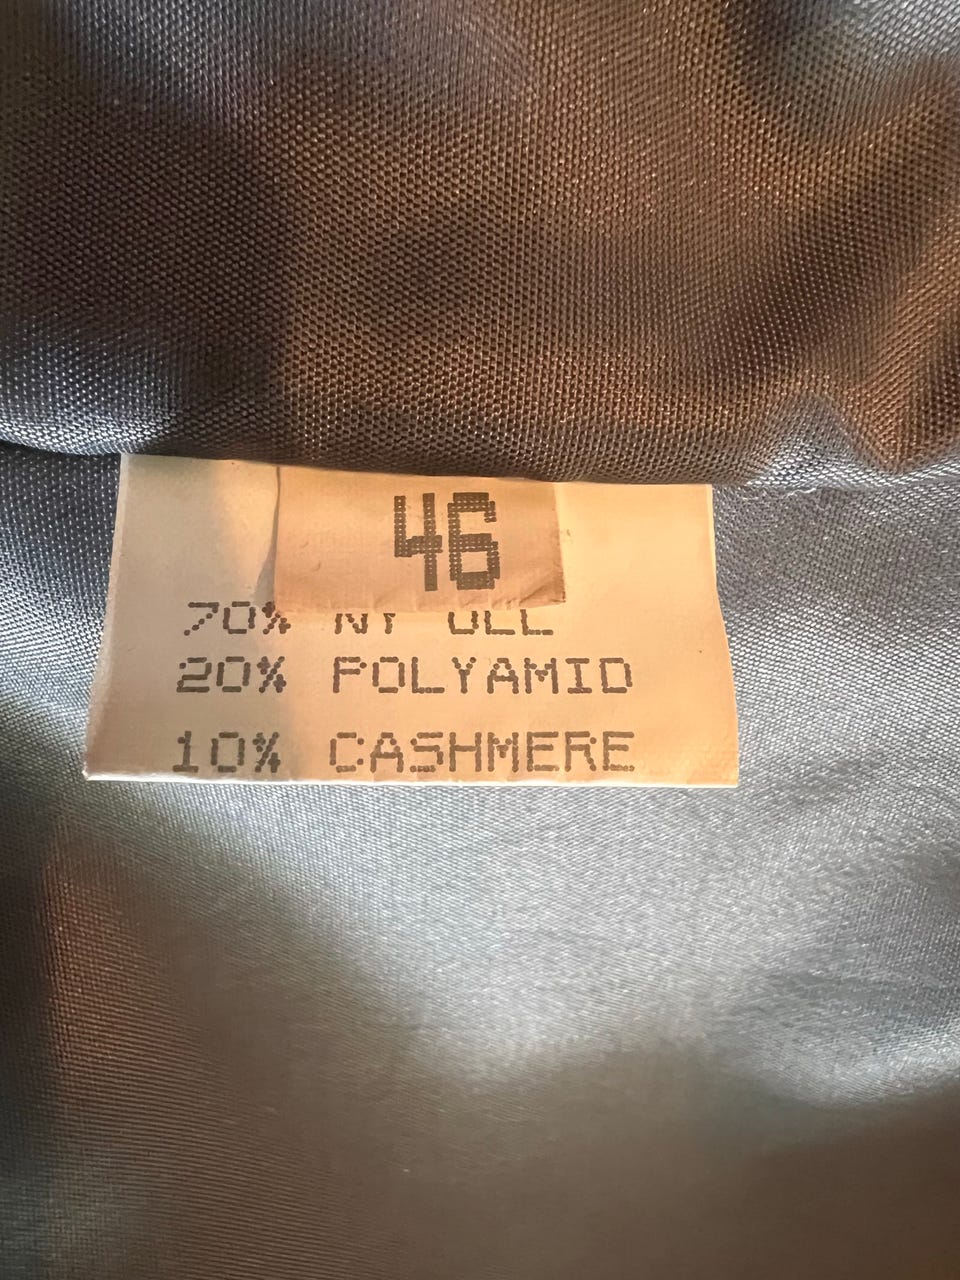 46
70% NY ULL
20% POLYAMID
10% CASHMERE